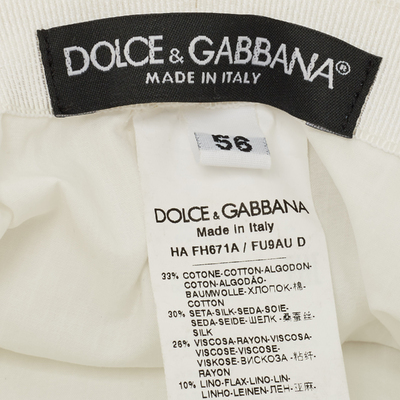 DOLCE & GABBANA®
MADE IN ITALY
56
DOLCE & GABBANA
Made in Italy
HA FH671A / FU9AU D
33% COTONE-COTTON-ALGODON-
COTON-ALGODÃO-
BAUMWOLLE-ХЛОПОК-棉-
COTTON
30% SETA-SILK-SEDA-SOIE-
SEDA-SEIDE-ШЕЛК-桑蚕丝-
SILK
26% VISCOSA-RAYON-VISCOSA-
VISCOSE-VISCOSE-
VISKOSE-ВИСКОЗА-粘纤-
RAYON
10% LINO-FLAX-LINO-LIN-
LINHO-LEINEN-ЛЕН-亚麻-